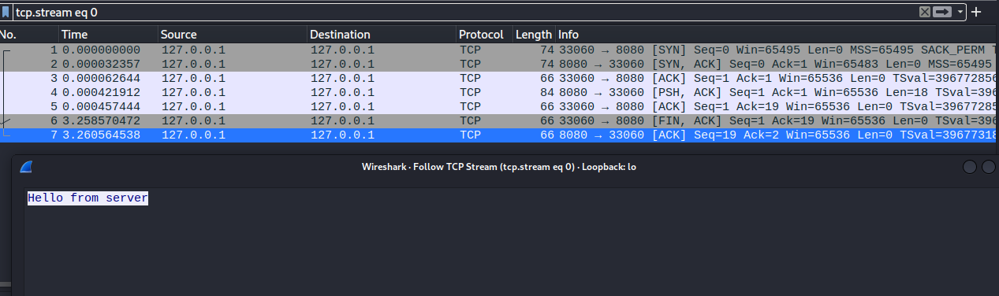 tcp.stream eq 0
No. Time Source Destination Protocol Length Info
1 0.000000000 127.0.0.1 127.0.0.1 TCP 74 33060 → 8080 [SYN] Seq=0 Win=65495 Len=0 MSS=65495 SACK_PERM
2 0.000032357 127.0.0.1 127.0.0.1 TCP 74 8080 → 33060 [SYN, ACK] Seq=0 Ack=1 Win=65483 Len=0 MSS=65495
3 0.000062644 127.0.0.1 127.0.0.1 TCP 66 33060 → 8080 [ACK] Seq=1 Ack=1 Win=65536 Len=0 TSval=396772856
4 0.000421912 127.0.0.1 127.0.0.1 TCP 84 8080 → 33060 [PSH, ACK] Seq=1 Ack=1 Win=65536 Len=18 TSval=396
5 0.000457444 127.0.0.1 127.0.0.1 TCP 66 33060 → 8080 [ACK] Seq=1 Ack=19 Win=65536 Len=0 TSval=39677285
6 3.258570472 127.0.0.1 127.0.0.1 TCP 66 33060 → 8080 [FIN, ACK] Seq=1 Ack=19 Win=65536 Len=0 TSval=396
7 3.260564538 127.0.0.1 127.0.0.1 TCP 66 8080 → 33060 [ACK] Seq=19 Ack=2 Win=65536 Len=0 TSval=39677318
Wireshark · Follow TCP Stream (tcp.stream eq 0) · Loopback: lo
Hello from server